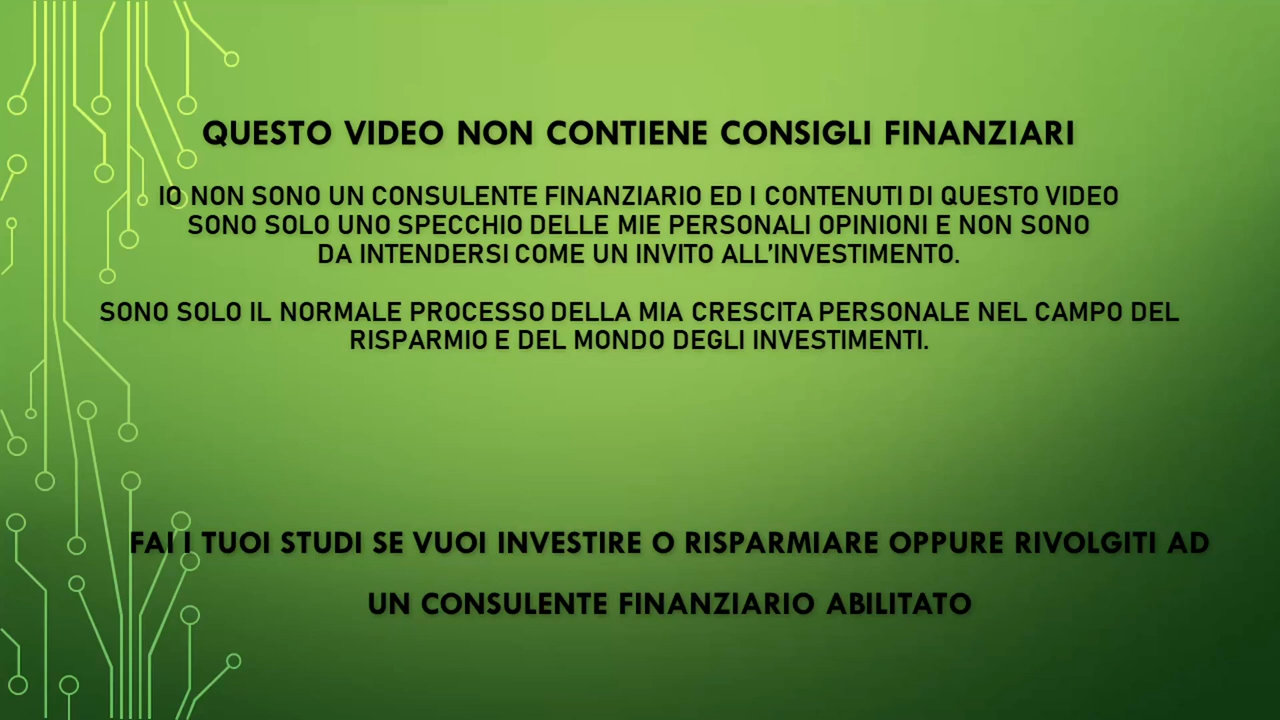 QUESTO VIDEO NON CONTIENE CONSIGLI FINANZIARI
IO NON SONO UN CONSULENTE FINANZIARIO ED I CONTENUTI DI QUESTO VIDEO
SONO SOLO UNO SPECCHIO DELLE MIE PERSONALI OPINIONI E NON SONO
DA INTENDERSI COME UN INVITO ALL'INVESTIMENTO.
SONO SOLO IL NORMALE PROCESSO DELLA MIA CRESCITA PERSONALE NEL CAMPO DEL
RISPARMIO E DEL MONDO DEGLI INVESTIMENTI.
FAI I TUOI STUDI SE VUOI INVESTIRE O RISPARMIARE OPPURE RIVOLGITI AD
UN CONSULENTE FINANZIARIO ABILITATO